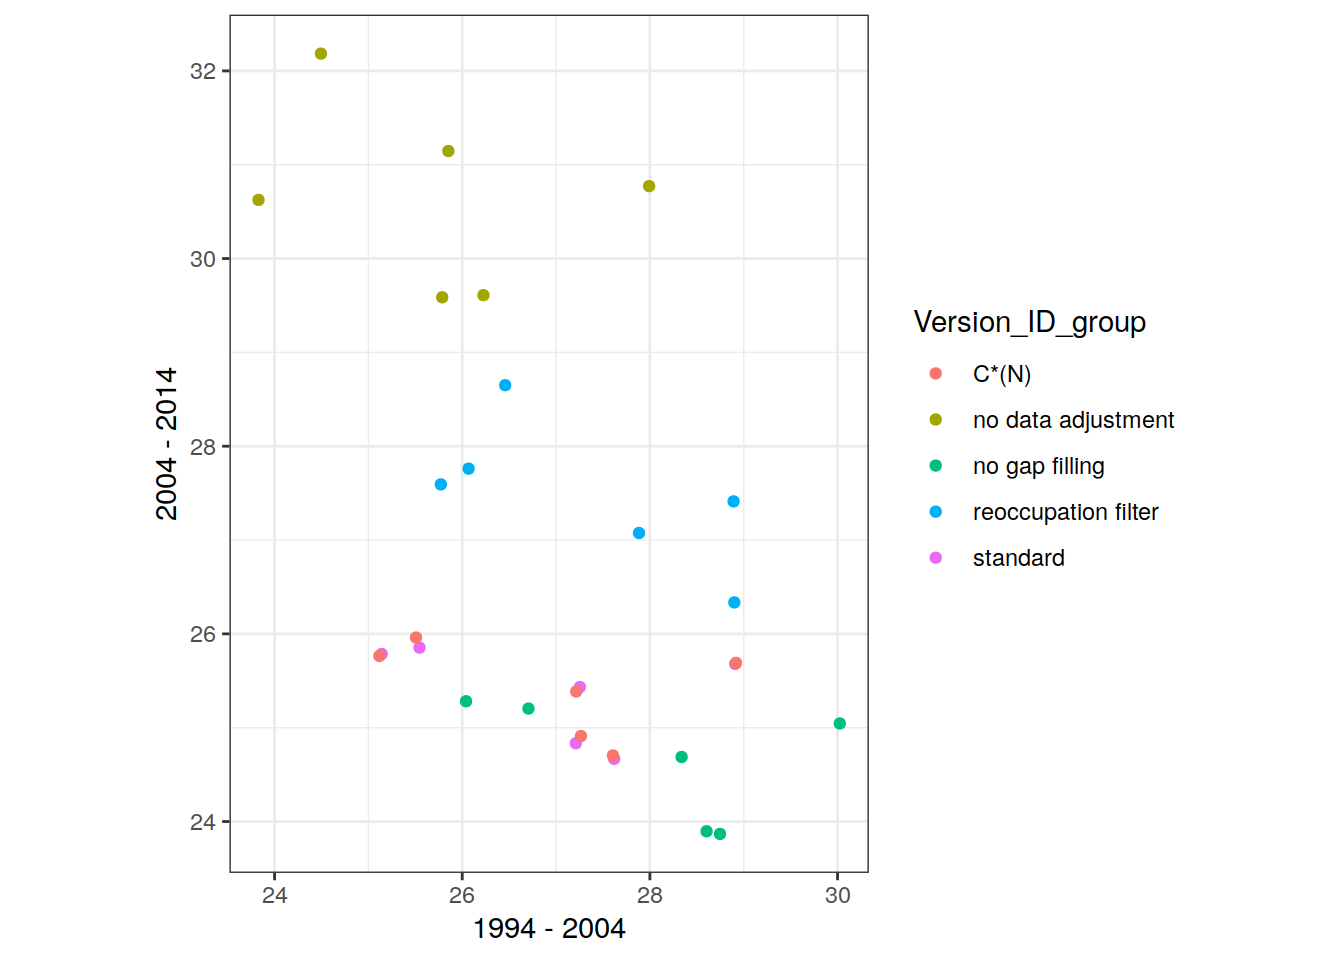 32
30
28
26
24
2004 - 2014
24
26
28
30
1994 - 2004
Version_ID_group
C*(N)
no data adjustment
no gap filling
reoccupation filter
standard